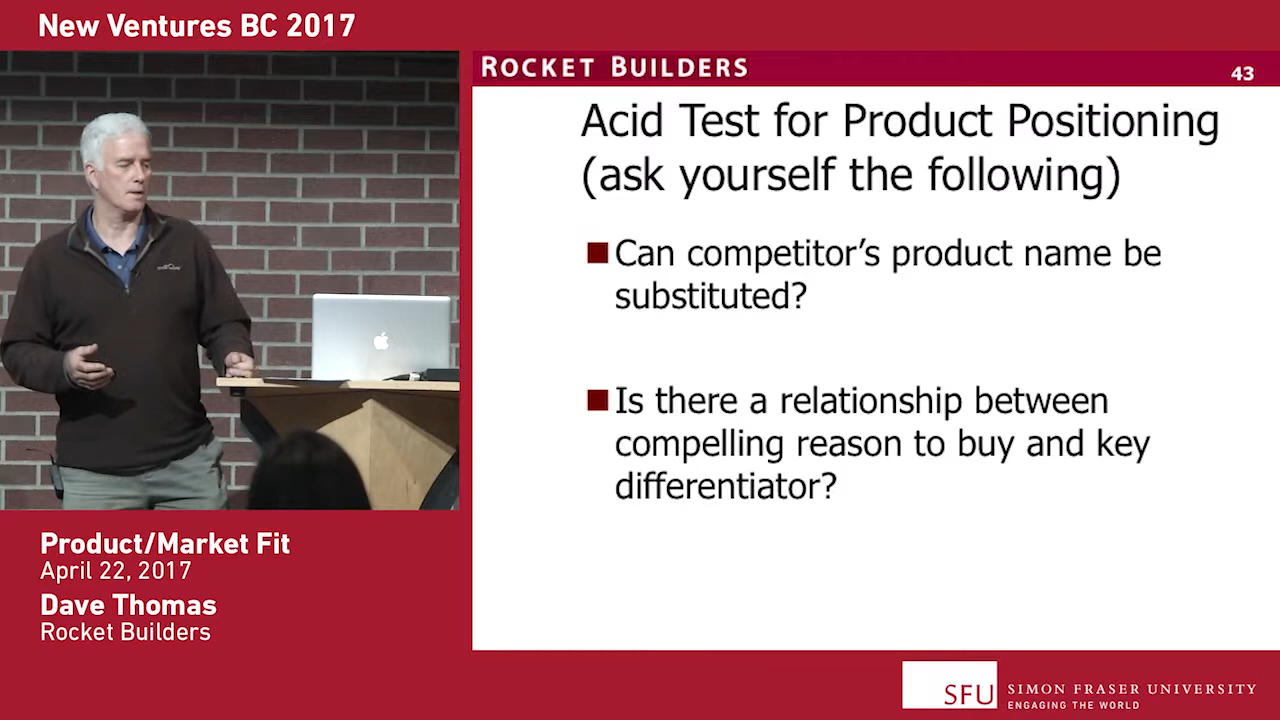 New Ventures BC 2017
ROCKET BUILDERS
43
Acid Test for Product Positioning
(ask yourself the following)
Can competitor's product name be
substituted?
Is there a relationship between
compelling reason to buy and key
differentiator?
Product/Market Fit
April 22, 2017
Dave Thomas
Rocket Builders
SFU
SIMON FRASER UNIVERSITY
ENGAGING THE WORLD